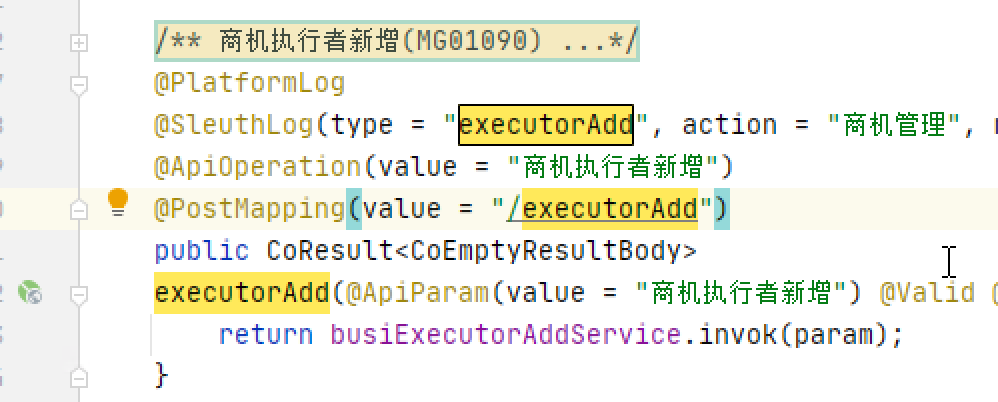 /** 商机执行者新增(MG01090) ...*/
@PlatformLog
@SleuthLog(type = "executorAdd", action = "商机管理",
@ApiOperation(value = "商机执行者新增")
@PostMapping(value = "/executorAdd")
public CoResult<CoEmptyResultBody>
executorAdd(@ApiParam(value = "商机执行者新增") @Valid @
return busiExecutorAddService.invok(param);
}